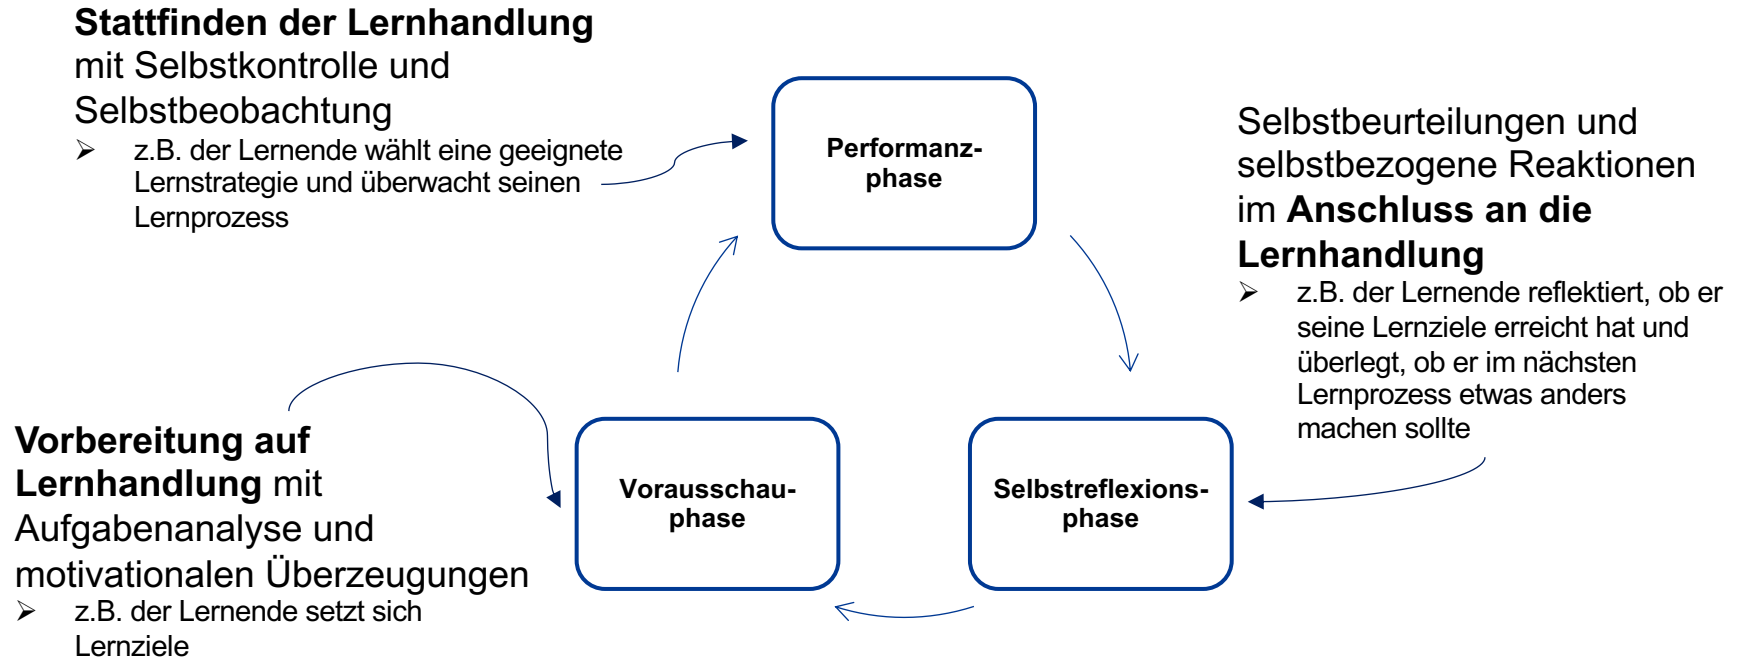 Stattfinden der Lernhandlung
mit Selbstkontrolle und
Selbstbeobachtung
➢ z.B. der Lernende wählt eine geeignete
Lernstrategie und überwacht seinen
Lernprozess
Performanz-
phase
Selbstbeurteilungen und
selbstbezogene Reaktionen
im Anschluss an die
Lernhandlung
➢ z.B. der Lernende reflektiert, ob er
seine Lernziele erreicht hat und
überlegt, ob er im nächsten
Lernprozess etwas anders
machen sollte
Vorbereitung auf
Lernhandlung mit
Aufgabenanalyse und
motivationalen Überzeugungen
➢ z.B. der Lernende setzt sich
Lernziele
Vorausschau-
phase
Selbstreflexions-
phase